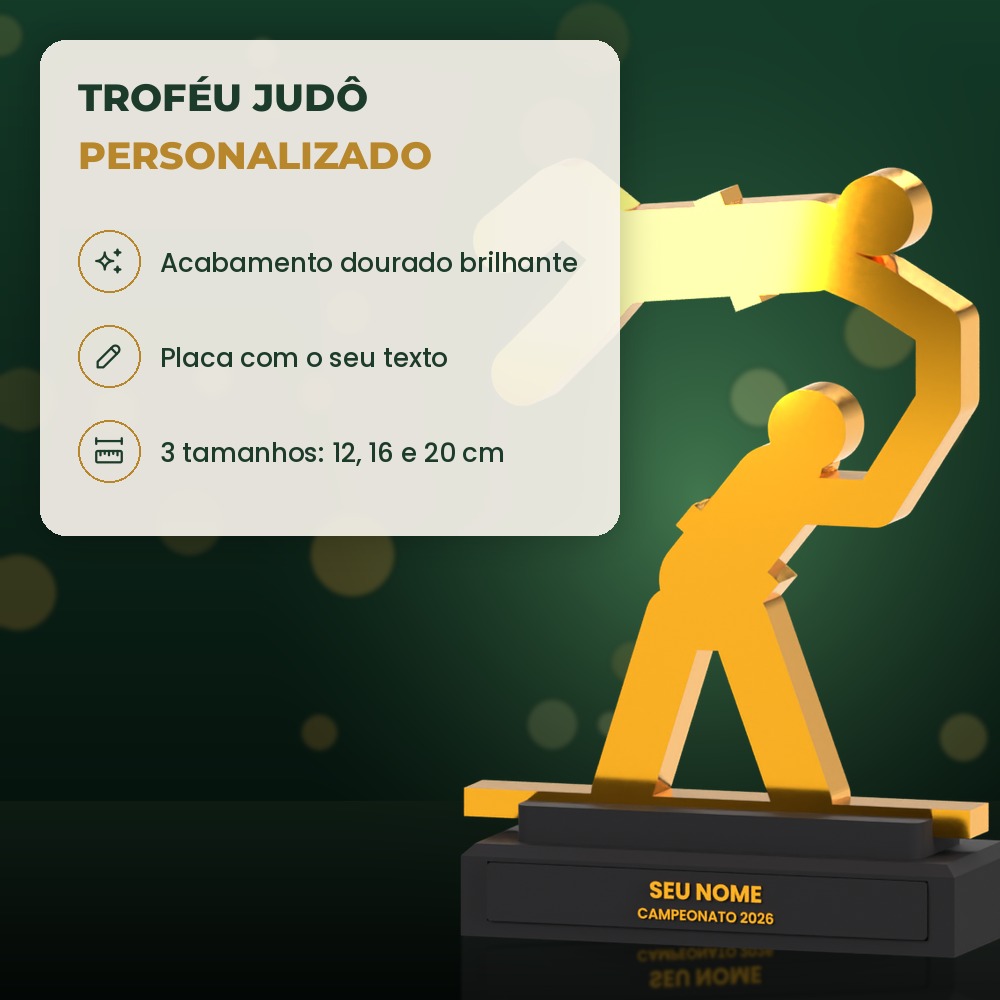 TROFÉU JUDÔ
PERSONALIZADO
Acabamento dourado brilhante
Placa com o seu texto
3 tamanhos: 12, 16 e 20 cm
SEU NOME
CAMPEONATO 2026